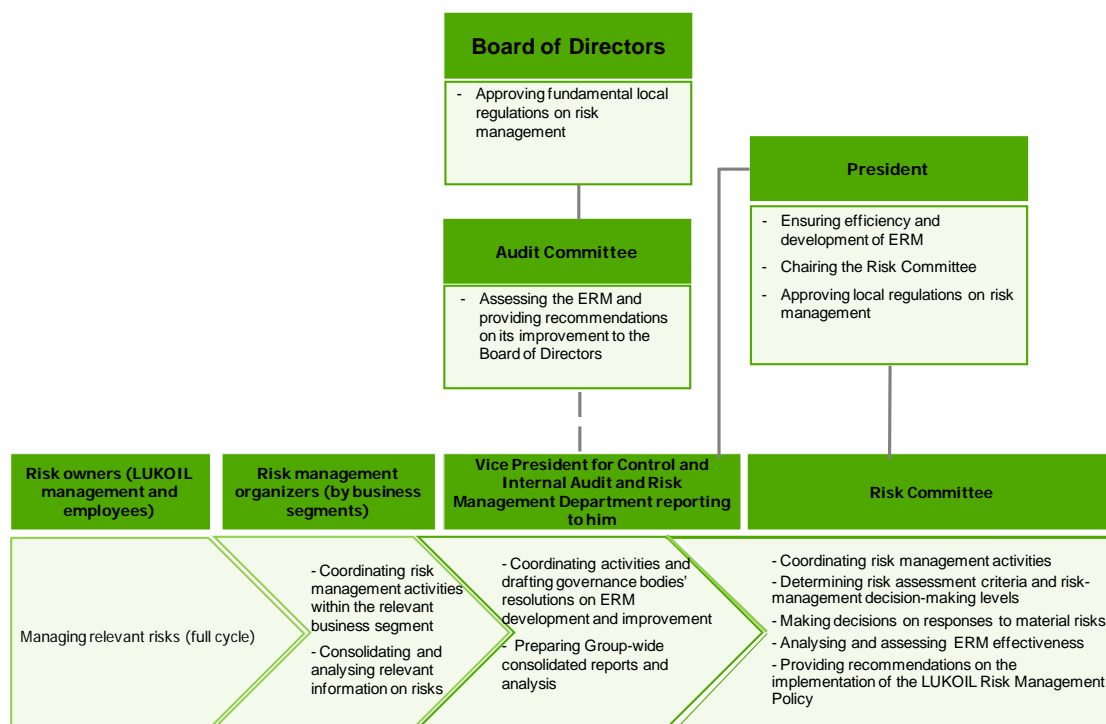 Board of Directors
- Approving fundamental local
regulations on risk
management
President
- Ensuring efficiency and
development of ERM
- Chairing the Risk Committee
- Approving local regulations on risk
management
Audit Committee
- Assessing the ERM and
providing recommendations
on its improvement to the
Board of Directors
Risk owners (LUKOIL
management and
employees)
Risk management
organizers (by business
segments)
Vice President for Control and
Internal Audit and Risk
Management Department reporting
to him
Risk Committee
Managing relevant risks (full cycle)
- Coordinating risk
management activities
within the relevant
business segment
- Consolidating and
analysing relevant
information on risks
- Coordinating activities and
drafting governance bodies'
resolutions on ERM
development and improvement
- Preparing Group-wide
consolidated reports and
analysis
- Coordinating risk management activities
- Determining risk assessment criteria and risk-
management decision-making levels
- Making decisions on responses to material risks
- Analysing and assessing ERM effectiveness
- Providing recommendations on the
implementation of the LUKOIL Risk Management
Policy